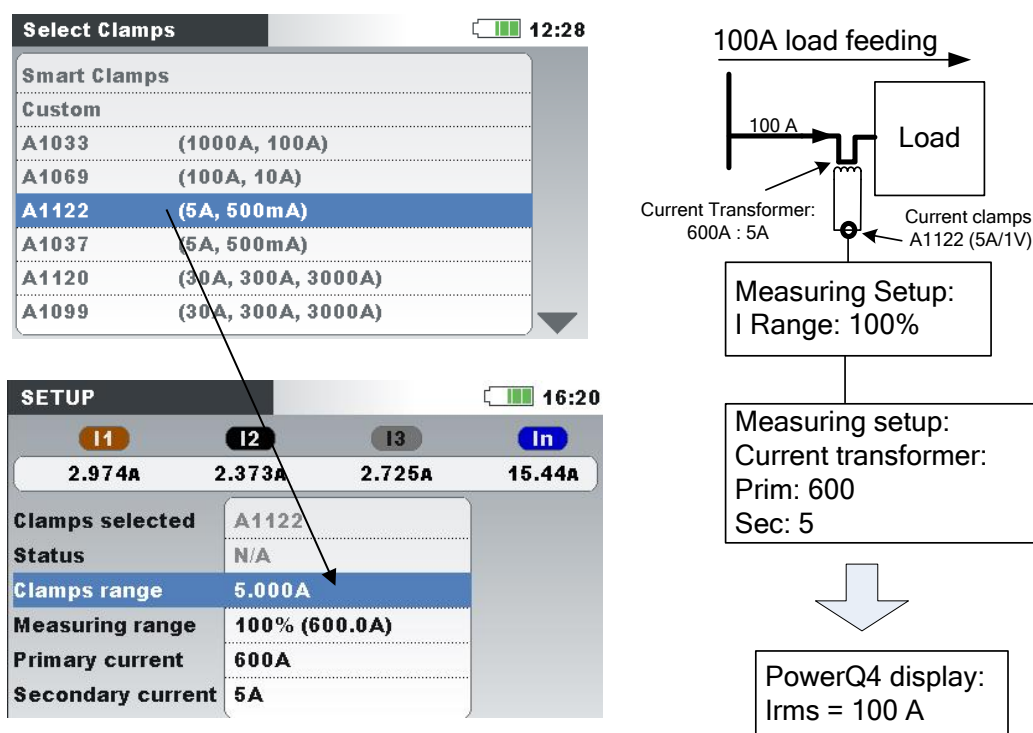 Select Clamps 12:28
Smart Clamps
Custom
A1033 (1000A, 100A)
A1069 (100A, 10A)
A1122 (5A, 500mA)
A1037 (5A, 500mA)
A1120 (30A, 300A, 3000A)
A1099 (30A, 300A, 3000A)
SETUP 16:20
I1 I2 I3 In
2.974A 2.373A 2.725A 15.44A
Clamps selected A1122
Status N/A
Clamps range 5.000A
Measuring range 100% (600.0A)
Primary current 600A
Secondary current 5A
100A load feeding
100 A
Load
Current Transformer:
600A : 5A
Current clamps
A1122 (5A/1V)
Measuring Setup:
I Range: 100%
Measuring setup:
Current transformer:
Prim: 600
Sec: 5
PowerQ4 display:
Irms = 100 A